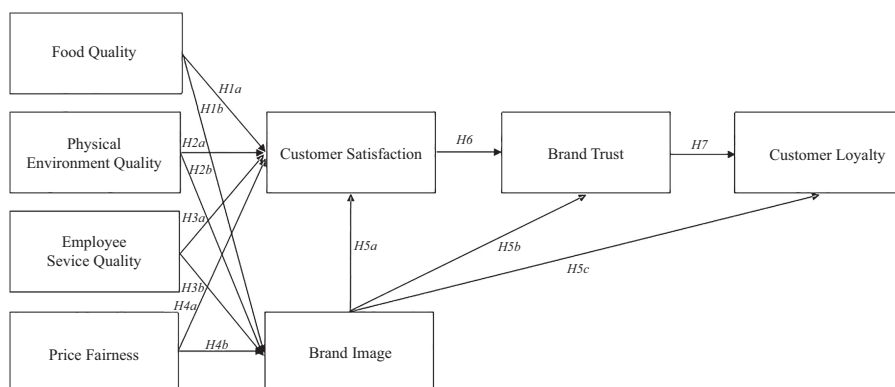 Food Quality
H1a
H1b
Physical
Environment Quality
H2a
H2b
Customer Satisfaction
H6
Brand Trust
H7
Customer Loyalty
Employee
Sevice Quality
H3a
H3b
H5a
H5b
H5c
Price Fairness
H4a
H4b
Brand Image